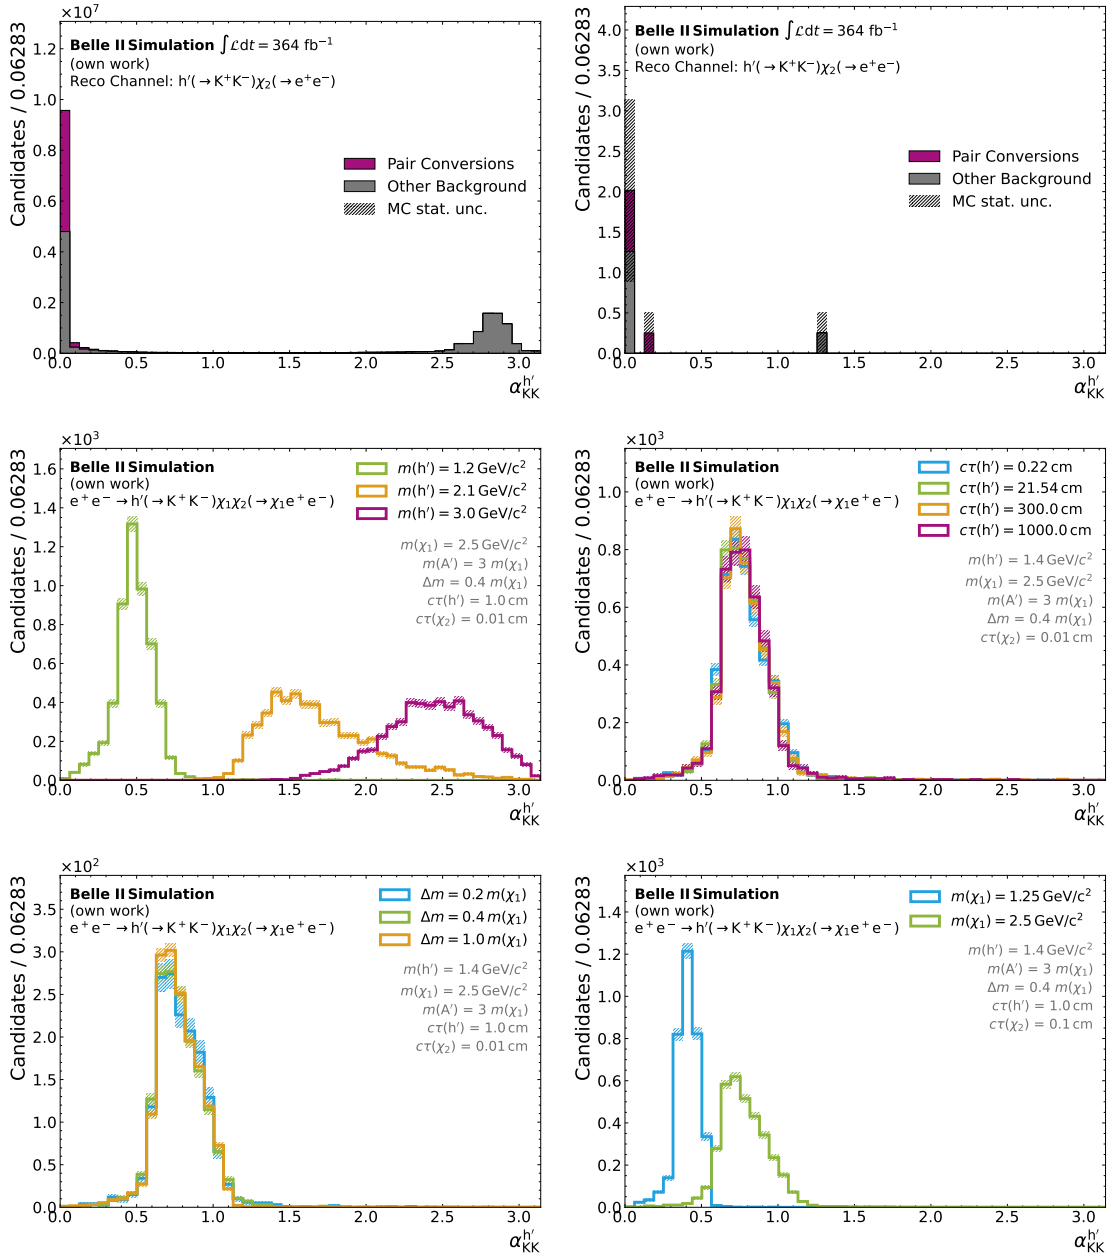 ×10⁷
Candidates / 0.06283
Belle II Simulation ∫ℒdt = 364 fb⁻¹
(own work)
Reco Channel: h′(→K⁺K⁻)χ₂(→e⁺e⁻)
Pair Conversions
Other Background
MC stat. unc.
1.2
1.0
0.8
0.6
0.4
0.2
0.0
0.0 0.5 1.0 1.5 2.0 2.5 3.0
α_KK^h′
Candidates / 0.06283
Belle II Simulation ∫ℒdt = 364 fb⁻¹
(own work)
Reco Channel: h′(→K⁺K⁻)χ₂(→e⁺e⁻)
Pair Conversions
Other Background
MC stat. unc.
4.0
3.5
3.0
2.5
2.0
1.5
1.0
0.5
0.0
0.0 0.5 1.0 1.5 2.0 2.5 3.0
α_KK^h′
×10³
Candidates / 0.06283
Belle II Simulation
(own work)
e⁺e⁻→h′(→K⁺K⁻)χ₁χ₂(→χ₁e⁺e⁻)
m(h′) = 1.2 GeV/c²
m(h′) = 2.1 GeV/c²
m(h′) = 3.0 GeV/c²
m(χ₁) = 2.5 GeV/c²
m(A′) = 3 m(χ₁)
Δm = 0.4 m(χ₁)
cτ(h′) = 1.0 cm
cτ(χ₂) = 0.01 cm
1.6
1.4
1.2
1.0
0.8
0.6
0.4
0.2
0.0
0.0 0.5 1.0 1.5 2.0 2.5 3.0
α_KK^h′
×10³
Candidates / 0.06283
Belle II Simulation
(own work)
e⁺e⁻→h′(→K⁺K⁻)χ₁χ₂(→χ₁e⁺e⁻)
cτ(h′) = 0.22 cm
cτ(h′) = 21.54 cm
cτ(h′) = 300.0 cm
cτ(h′) = 1000.0 cm
m(h′) = 1.4 GeV/c²
m(χ₁) = 2.5 GeV/c²
m(A′) = 3 m(χ₁)
Δm = 0.4 m(χ₁)
cτ(χ₂) = 0.01 cm
1.0
0.8
0.6
0.4
0.2
0.0
0.0 0.5 1.0 1.5 2.0 2.5 3.0
α_KK^h′
×10²
Candidates / 0.06283
Belle II Simulation
(own work)
e⁺e⁻→h′(→K⁺K⁻)χ₁χ₂(→χ₁e⁺e⁻)
Δm = 0.2 m(χ₁)
Δm = 0.4 m(χ₁)
Δm = 1.0 m(χ₁)
m(h′) = 1.4 GeV/c²
m(χ₁) = 2.5 GeV/c²
m(A′) = 3 m(χ₁)
cτ(h′) = 1.0 cm
cτ(χ₂) = 0.01 cm
3.5
3.0
2.5
2.0
1.5
1.0
0.5
0.0
0.0 0.5 1.0 1.5 2.0 2.5 3.0
α_KK^h′
×10³
Candidates / 0.06283
Belle II Simulation
(own work)
e⁺e⁻→h′(→K⁺K⁻)χ₁χ₂(→χ₁e⁺e⁻)
m(χ₁) = 1.25 GeV/c²
m(χ₁) = 2.5 GeV/c²
m(h′) = 1.4 GeV/c²
m(A′) = 3 m(χ₁)
Δm = 0.4 m(χ₁)
cτ(h′) = 1.0 cm
cτ(χ₂) = 0.1 cm
1.4
1.2
1.0
0.8
0.6
0.4
0.2
0.0
0.0 0.5 1.0 1.5 2.0 2.5 3.0
α_KK^h′